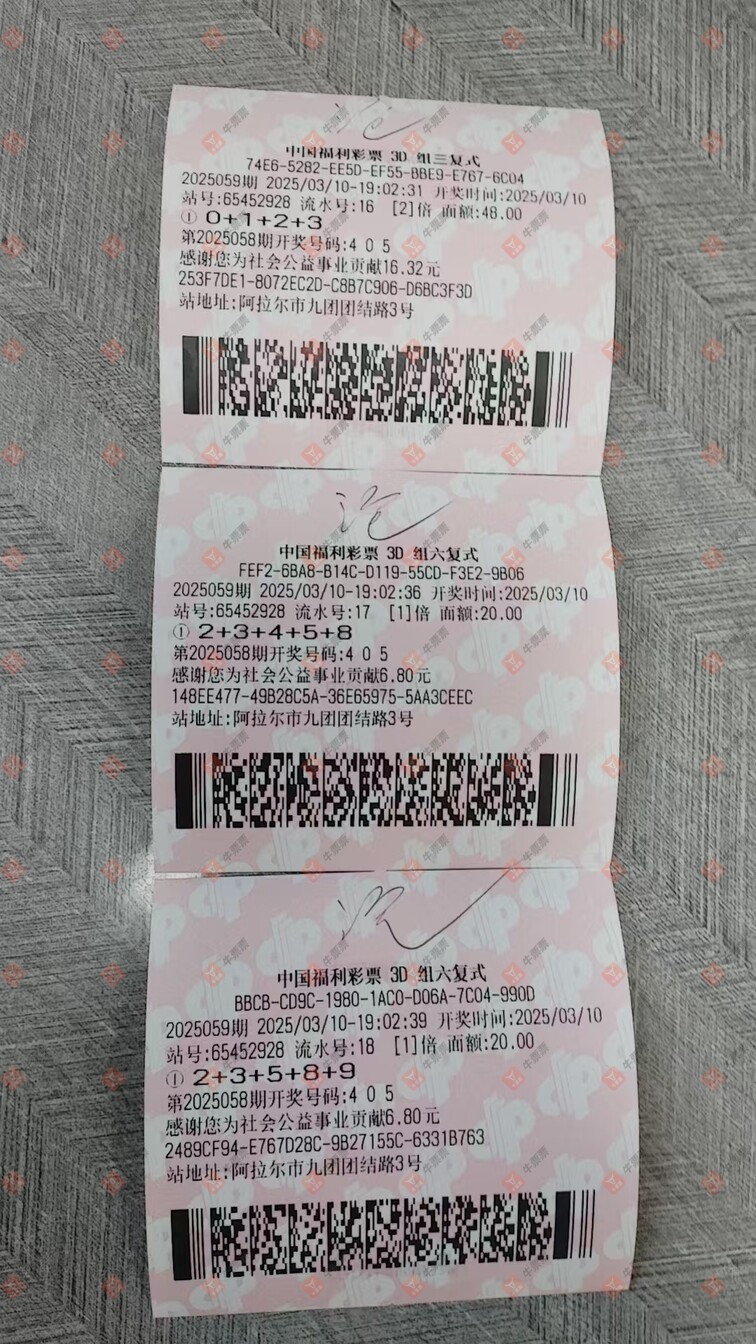 中国福利彩票 3D 组三复式
74E6-5282-EE5D-EF55-BBE9-E767-6C04
2025059期 2025/03/10-19:02:31 开奖时间:2025/03/10
站号:65452928 流水号:16 [2]倍 面额:48.00
① 0+1+2+3
第2025058期开奖号码:4 0 5
感谢您为社会公益事业贡献16.32元
253F7DE1-8072EC2D-C8B7C906-D6BC3F3D
站地址:阿拉尔市九团团结路3号
中国福利彩票 3D 组六复式
FEF2-6BA8-B14C-D119-55CD-F3E2-9B06
2025059期 2025/03/10-19:02:36 开奖时间:2025/03/10
站号:65452928 流水号:17 [1]倍 面额:20.00
① 2+3+4+5+8
第2025058期开奖号码:4 0 5
感谢您为社会公益事业贡献6.80元
148EE477-49B28C5A-36E65975-5AA3CEEC
站地址:阿拉尔市九团团结路3号
中国福利彩票 3D 组六复式
BBCB-CD9C-1980-1AC0-D06A-7C04-990D
2025059期 2025/03/10-19:02:39 开奖时间:2025/03/10
站号:65452928 流水号:18 [1]倍 面额:20.00
① 2+3+5+8+9
第2025058期开奖号码:4 0 5
感谢您为社会公益事业贡献6.80元
2489CF94-E767D28C-9B27155C-6331B763
站地址:阿拉尔市九团团结路3号